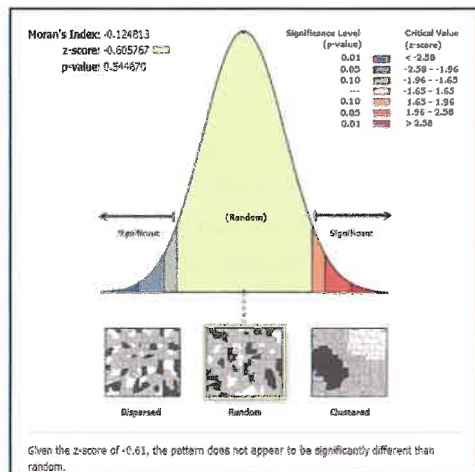 Moran's Index: -0.124813
z-score: -0.605767
p-value: 0.544670
Significance Level
(p-value)
Critical Value
(z-score)
0.01 < -2.58
0.05 -2.58 - -1.96
0.10 -1.96 - -1.65
--- -1.65 - 1.65
0.10 1.65 - 1.96
0.05 1.96 - 2.58
0.01 > 2.58
(Random)
Significant
Significant
Dispersed
Random
Clustered
Given the z-score of -0.61, the pattern does not appear to be significantly different than
random.